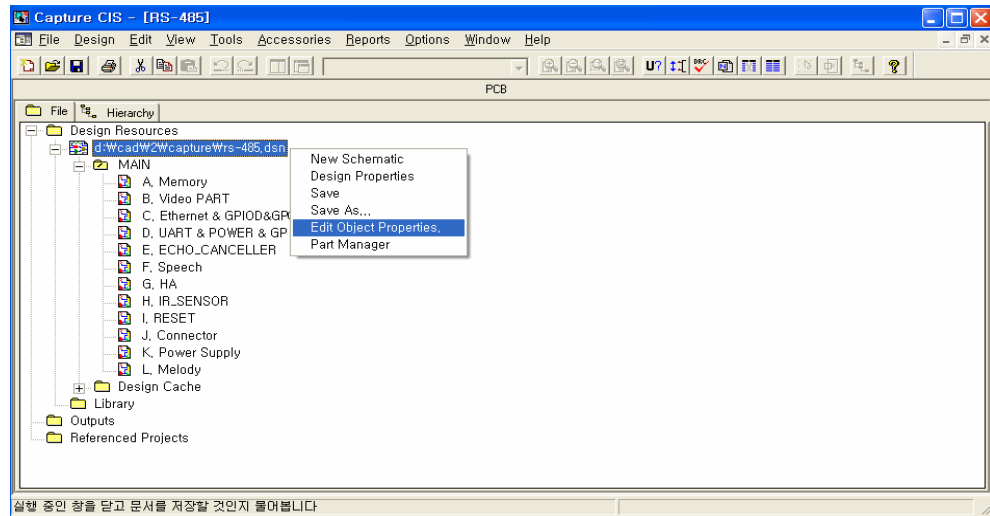 Capture CIS - [RS-485]
File Design Edit View Tools Accessories Reports Options Window Help
U?
DRC
PCB
File Hierarchy
Design Resources
d:₩cad₩2₩capture₩rs-485.dsn
MAIN
A. Memory
B. Video PART
C. Ethernet & GPIOD&GP
D. UART & POWER & GP
E. ECHO_CANCELLER
F. Speech
G. HA
H. IR_SENSOR
I. RESET
J. Connector
K. Power Supply
L. Melody
Design Cache
Library
Outputs
Referenced Projects
New Schematic
Design Properties
Save
Save As...
Edit Object Properties.
Part Manager
실행 중인 창을 닫고 문서를 저장할 것인지 물어봅니다